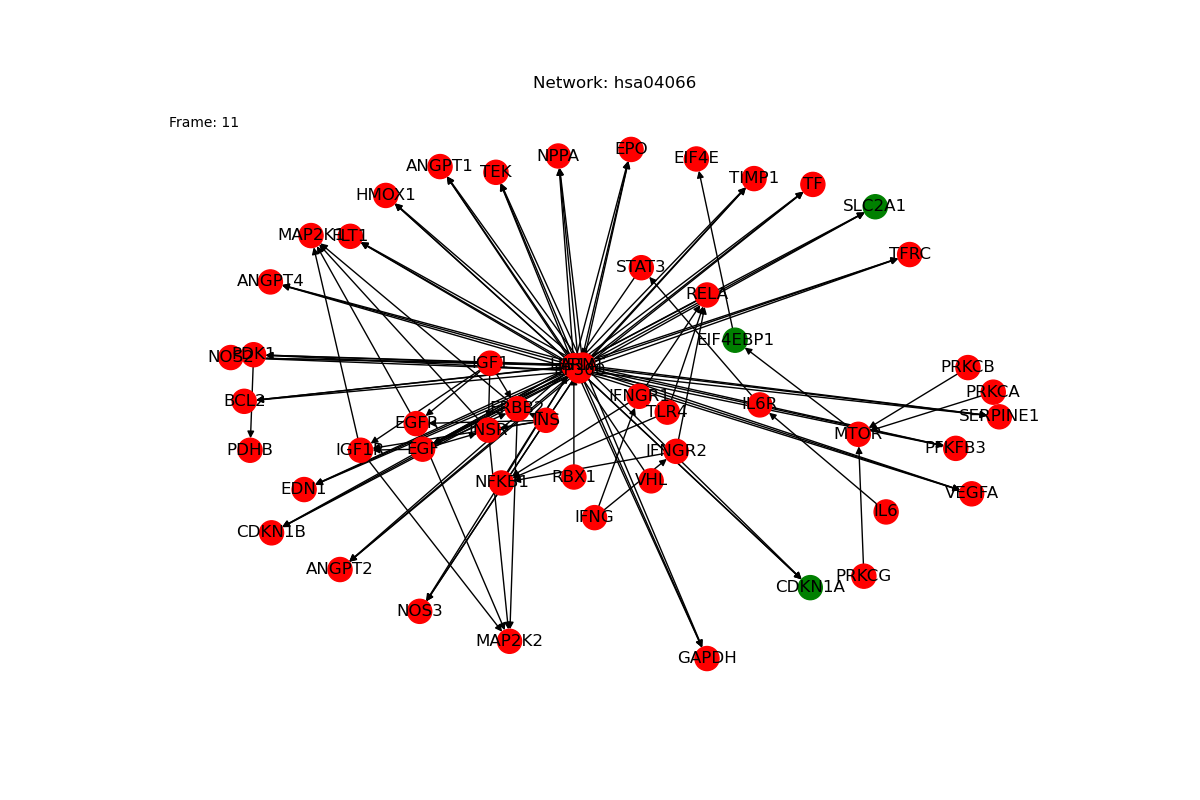 Network: hsa04066
Frame: 11
EPO
NPPA
EIF4E
ANGPT1
TEK
TIMP1
TF
HMOX1
SLC2A1
MAP2K1
FLT1
TFRC
STAT3
ANGPT4
RELA
EIF4EBP1
NOS2
PDK1
IGF1
PRKCB
PRKCA
BCL2
IFNGR1
ERBB2
IL6R
TLR4
SERPINE1
EGFR
INS
INSR
MTOR
IGF1R
EGF
PFKFB3
IFNGR2
PDHB
NFKB1
RBX1
VHL
EDN1
VEGFA
IL6
IFNG
CDKN1B
ANGPT2
PRKCG
CDKN1A
NOS3
MAP2K2
GAPDH